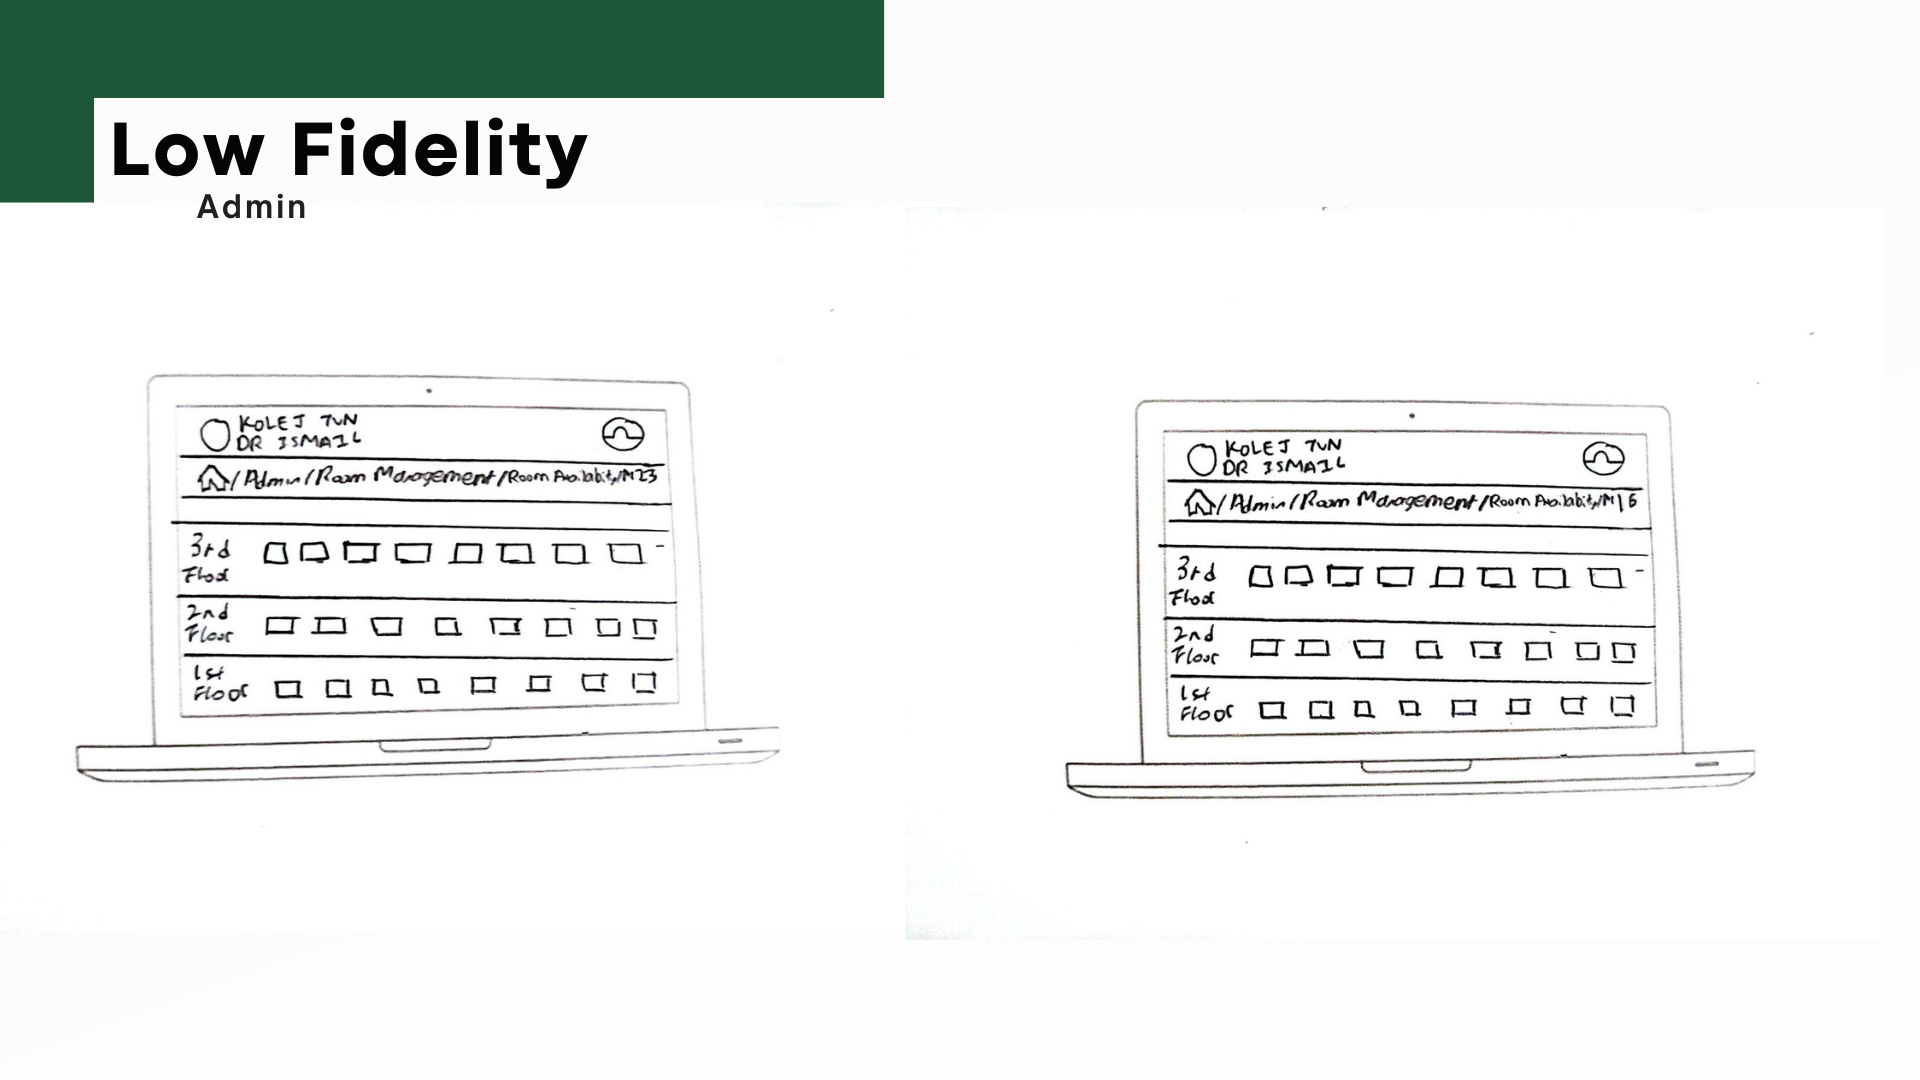 Low Fidelity
Admin
KOLEJ TUN
DR ISMAIL
/Admin/Room Management/Room Availability/M23
3rd
Floor
2nd
Floor
1st
Floor
KOLEJ TUN
DR ISMAIL
/Admin/Room Management/Room Availability/M16
3rd
Floor
2nd
Floor
1st
Floor